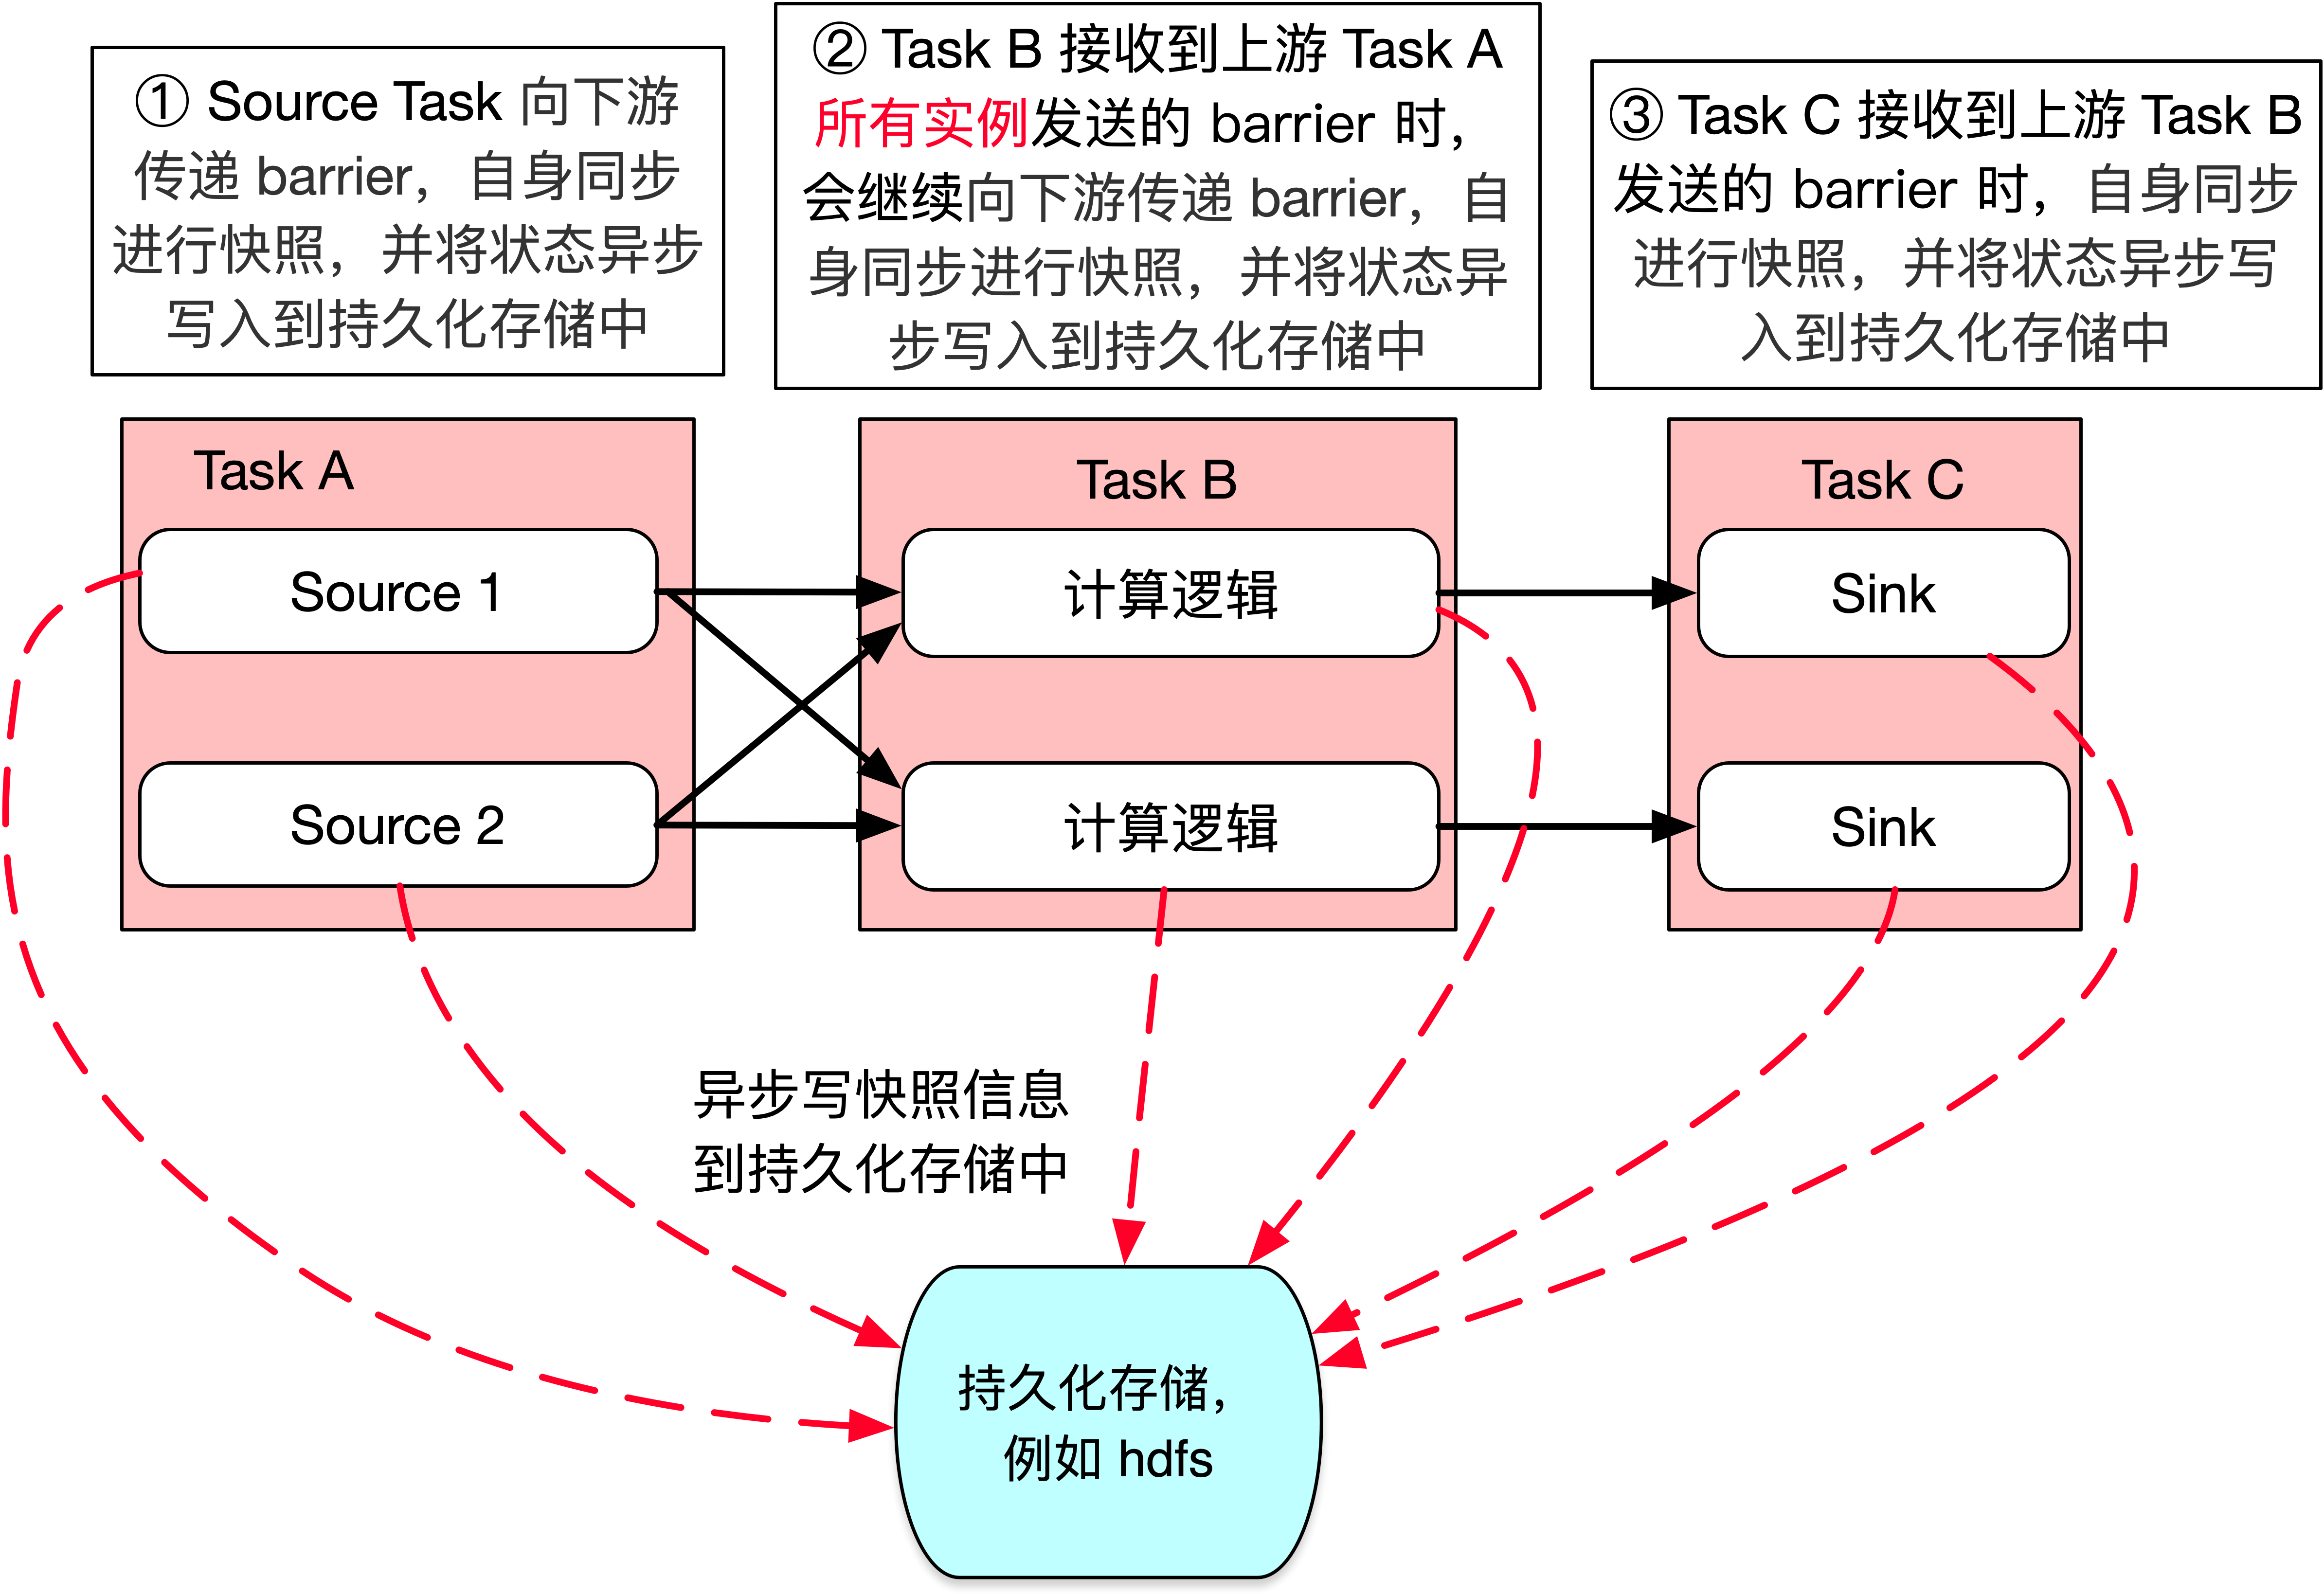 ① Source Task 向下游
传递 barrier，自身同步
进行快照，并将状态异步
写入到持久化存储中
② Task B 接收到上游 Task A
所有实例发送的 barrier 时，
会继续向下游传递 barrier，自
身同步进行快照，并将状态异
步写入到持久化存储中
③ Task C 接收到上游 Task B
发送的 barrier 时，自身同步
进行快照，并将状态异步写
入到持久化存储中
Task A
Task B
Task C
Source 1
计算逻辑
Sink
Source 2
计算逻辑
Sink
异步写快照信息
到持久化存储中
持久化存储，
例如 hdfs